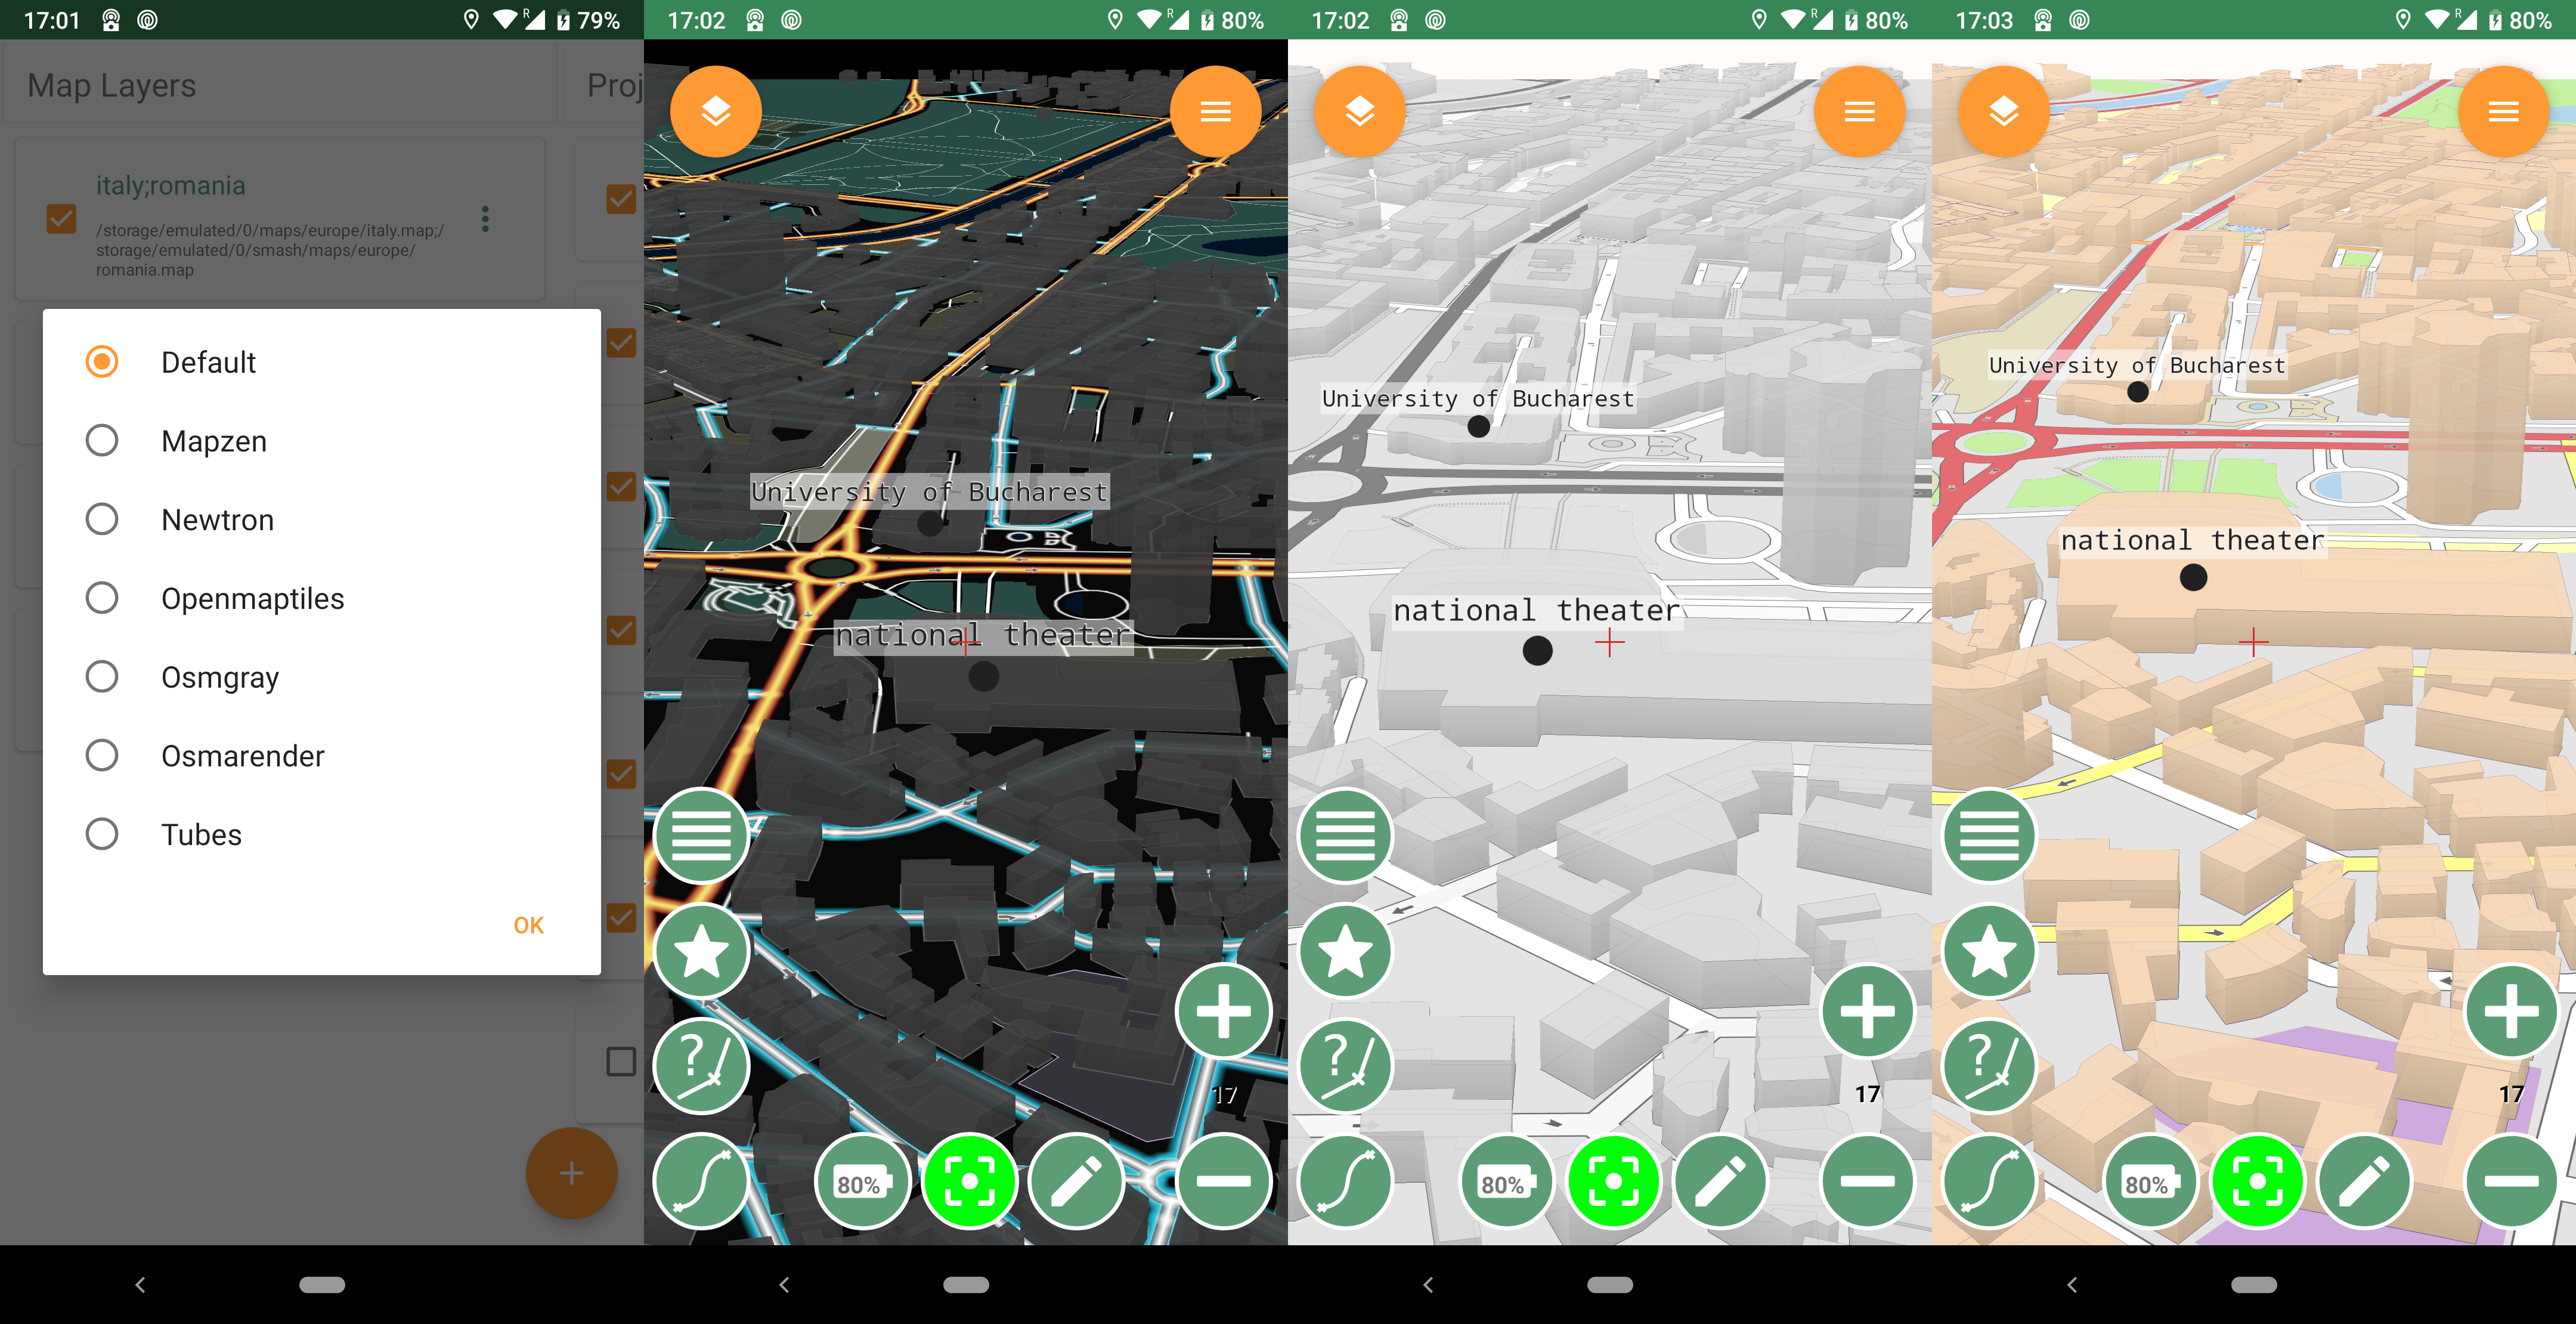 17:01
R
79%
Map Layers
Proj
italy;romania
/storage/emulated/0/maps/europe/italy.map;/
storage/emulated/0/smash/maps/europe/
romania.map
Default
Mapzen
Newtron
Openmaptiles
Osmgray
Osmarender
Tubes
OK
17:02
R
80%
University of Bucharest
national theater
?
17
80%
17:02
R
80%
University of Bucharest
national theater
?
17
80%
17:03
R
80%
University of Bucharest
national theater
?
17
80%